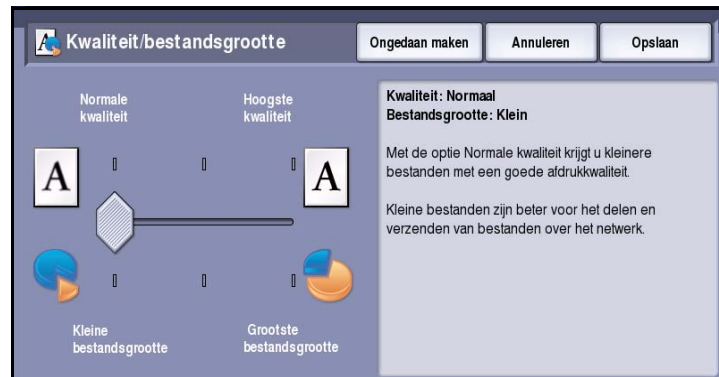 Kwaliteit/bestandsgrootte
Ongedaan maken
Annuleren
Opslaan
Normale
kwaliteit
Hoogste
kwaliteit
A
A
Kleine
bestandsgrootte
Grootste
bestandsgrootte
Kwaliteit: Normaal
Bestandsgrootte: Klein
Met de optie Normale kwaliteit krijgt u kleinere
bestanden met een goede afdrukkwaliteit.
Kleine bestanden zijn beter voor het delen en
verzenden van bestanden over het netwerk.